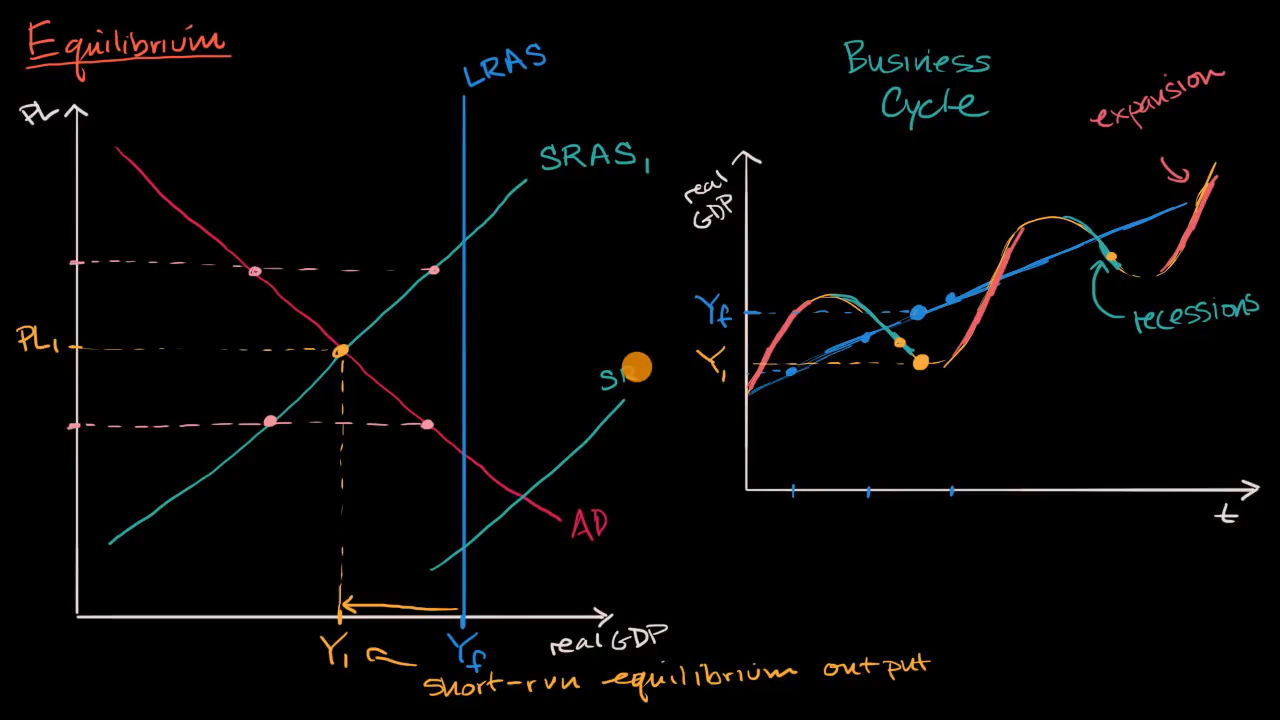 Equilibrium
PL
LRAS
SRAS1
PL1
SR
AD
Y1
Yf
real GDP
short-run equilibrium output
Business
Cycle
expansion
real
GDP
Yf
Y1
recessions
t